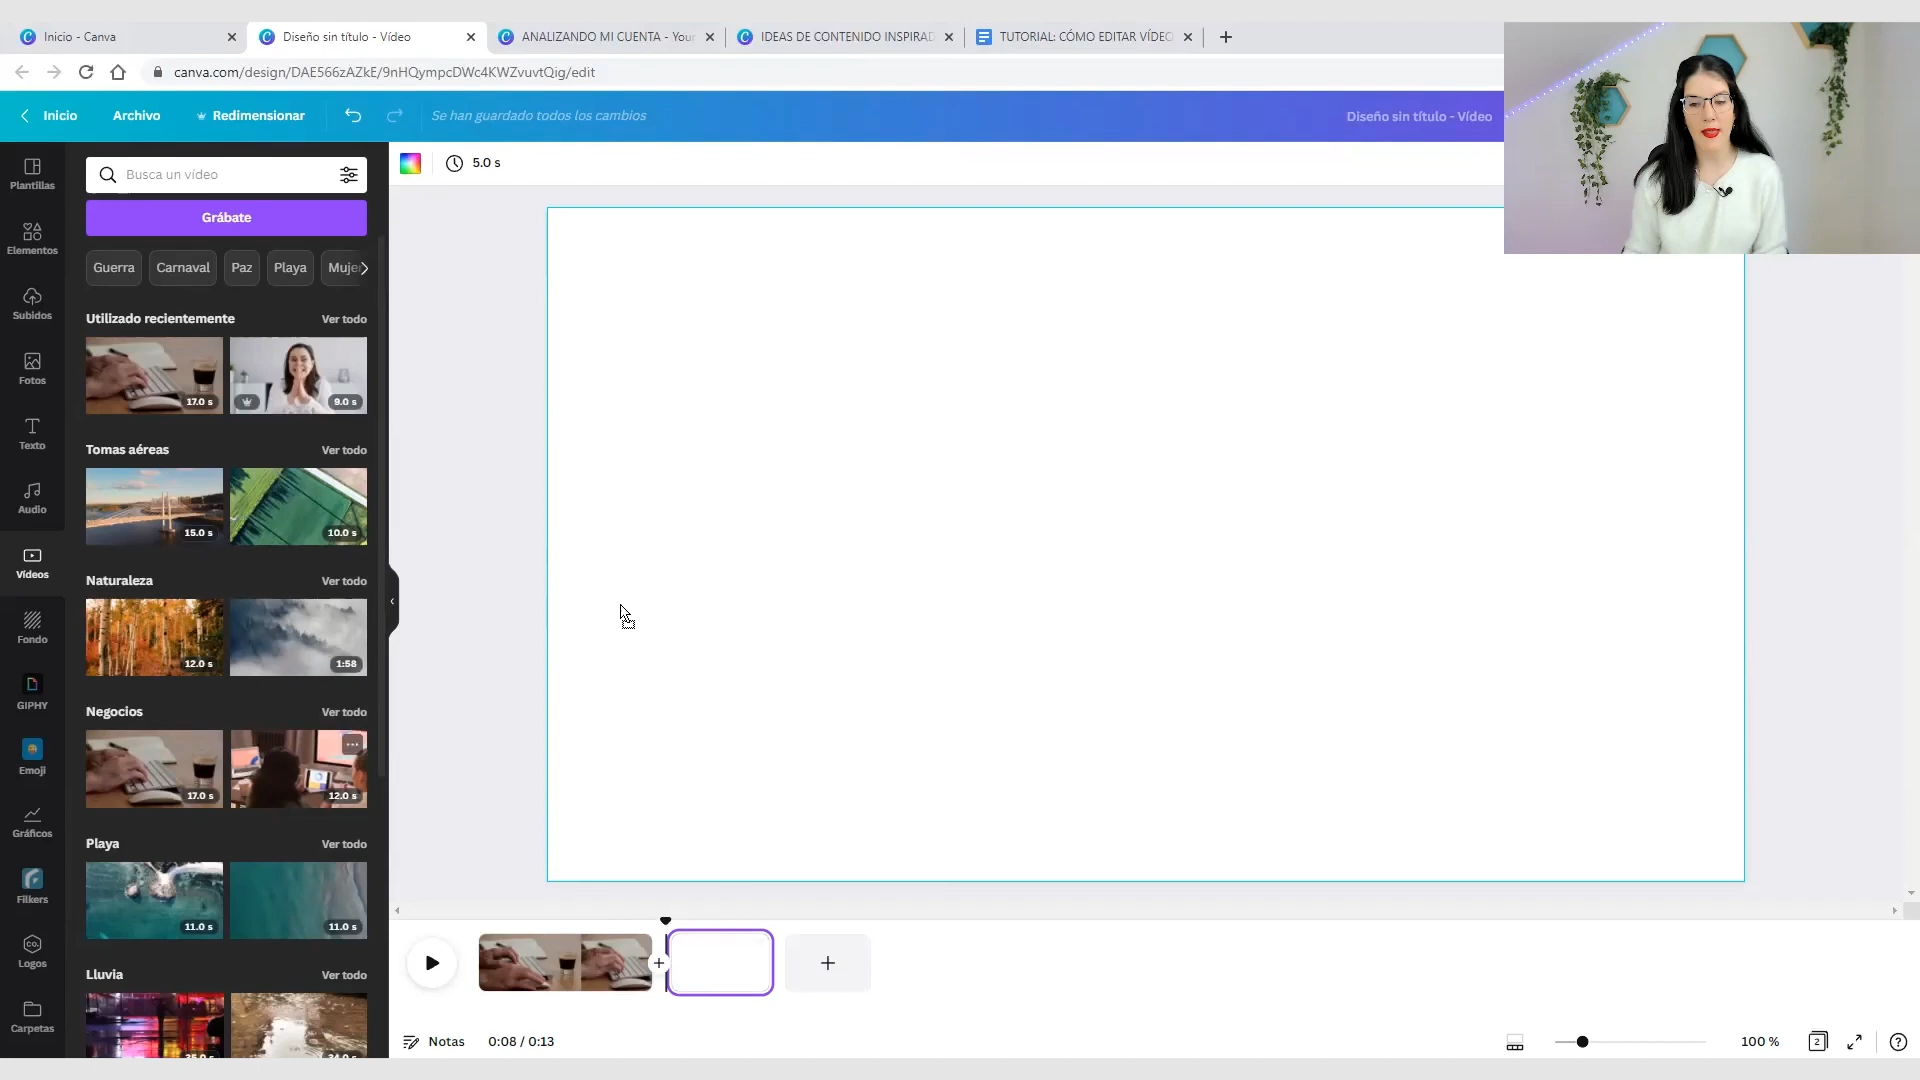 Inicio - Canva
Diseño sin título - Vídeo
ANALIZANDO MI CUENTA - Your
IDEAS DE CONTENIDO INSPIRAD
TUTORIAL: CÓMO EDITAR VÍDEO
canva.com/design/DAE566zAZkE/9nHQympcDWc4KWZvuvtQig/edit
Inicio
Archivo
Redimensionar
Se han guardado todos los cambios
Diseño sin título - Vídeo
5.0 s
Plantillas
Elementos
Subidos
Fotos
Texto
Audio
Vídeos
Fondo
GIPHY
Emoji
Gráficos
Filkers
CO.
Logos
Carpetas
Busca un vídeo
Grábate
Guerra
Carnaval
Paz
Playa
Mujer
Utilizado recientemente
Ver todo
17.0 s
9.0 s
Tomas aéreas
Ver todo
15.0 s
10.0 s
Naturaleza
Ver todo
12.0 s
1:58
Negocios
Ver todo
17.0 s
12.0 s
Playa
Ver todo
11.0 s
11.0 s
Lluvia
Ver todo
Notas
0:08 / 0:13
100 %
2